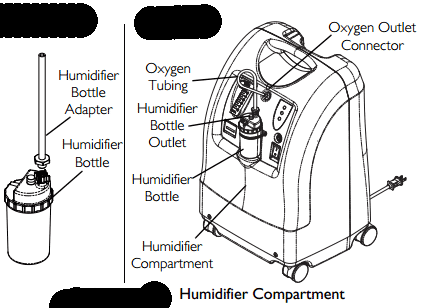 Humidifier
Bottle
Adapter
Humidifier
Bottle
Oxygen Outlet
Connector
Oxygen
Tubing
Humidifier
Bottle
Outlet
Humidifier
Bottle
Humidifier
Compartment
Humidifier Compartment